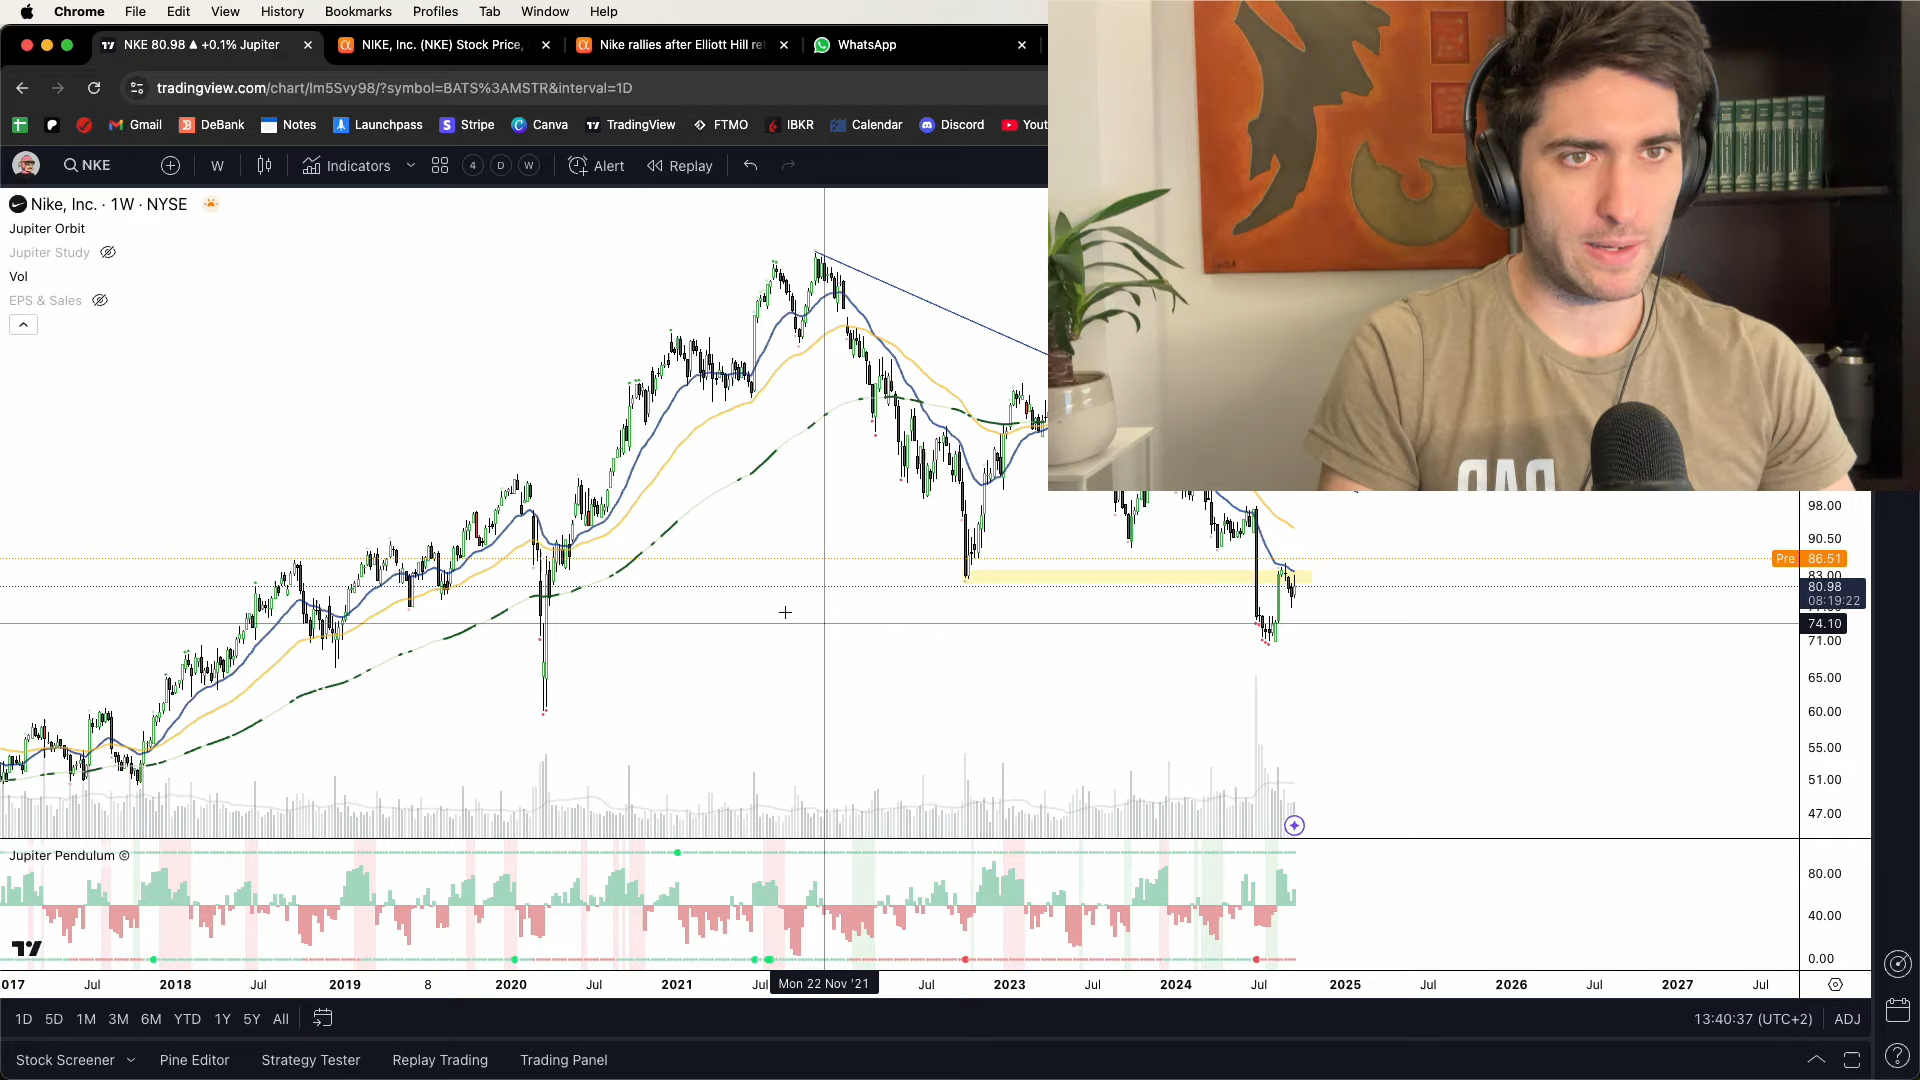 Chrome File Edit View History Bookmarks Profiles Tab Window Help
NKE 80.98 ▲ +0.1% Jupiter
NIKE, Inc. (NKE) Stock Price,
Nike rallies after Elliott Hill ret
WhatsApp
tradingview.com/chart/lm5Svy98/?symbol=BATS%3AMSTR&interval=1D
Gmail DeBank Notes Launchpass Stripe Canva TradingView FTMO IBKR Calendar Discord Yout
NKE W Indicators 4 D W Alert Replay
Nike, Inc. · 1W · NYSE
Jupiter Orbit
Jupiter Study
Vol
EPS & Sales
98.00
90.50
Pre 86.51
83.00
80.98
08:19:22
74.10
71.00
65.00
60.00
55.00
51.00
47.00
Jupiter Pendulum
80.00
40.00
0.00
017 Jul 2018 Jul 2019 8 2020 Jul 2021 Jul Mon 22 Nov '21 Jul 2023 Jul 2024 Jul 2025 Jul 2026 Jul 2027 Jul
1D 5D 1M 3M 6M YTD 1Y 5Y All
13:40:37 (UTC+2) ADJ
Stock Screener Pine Editor Strategy Tester Replay Trading Trading Panel